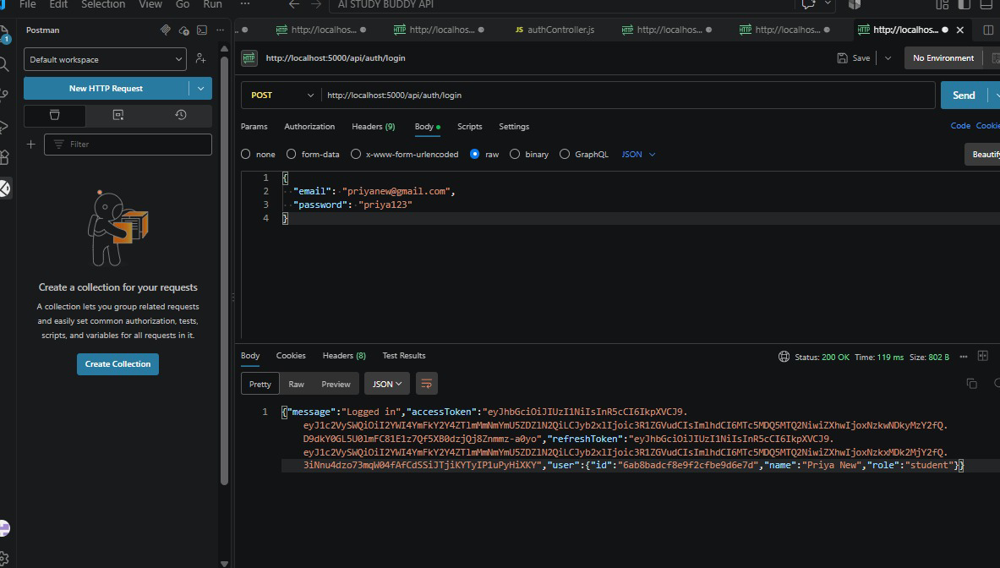 File Edit Selection View Go Run ··· AI STUDY BUDDY API
1
Postman
http://localhos... http://localhos... JS authController.js http://localhos... http://localhos... http://localhos...
Default workspace
HTTP http://localhost:5000/api/auth/login Save No Environment
New HTTP Request
POST http://localhost:5000/api/auth/login Send
Params Authorization Headers (9) Body Scripts Settings Code Cookie
Filter
none form-data x-www-form-urlencoded raw binary GraphQL JSON Beautify
1 {
2 "email": "priyanew@gmail.com",
3 "password": "priya123"
4 }
Create a collection for your requests
A collection lets you group related requests
and easily set common authorization, tests,
scripts, and variables for all requests in it.
Create Collection
Body Cookies Headers (8) Test Results Status: 200 OK Time: 119 ms Size: 802 B
Pretty Raw Preview JSON
1 {"message":"Logged in","accessToken":"eyJhbGciOiJIUzI1NiIsInR5cCI6IkpXVCJ9.
eyJ1c2VySWQiOiI2YWI4YmFkY2Y4ZTlmMmNmYmU5ZDZlN2QiLCJyb2xlIjoic3R1ZGVudCIsImlhdCI6MTc5MDQ5MTQ2NiwiZXhwIjoxNzkwNDkyMzY2fQ.
D9dkY0GL5U0lmFC81E1z7Qf5XB0dzjQj8Znmmz-a0yo","refreshToken":"eyJhbGciOiJIUzI1NiIsInR5cCI6IkpXVCJ9.
eyJ1c2VySWQiOiI2YWI4YmFkY2Y4ZTlmMmNmYmU5ZDZlN2QiLCJyb2xlIjoic3R1ZGVudCIsImlhdCI6MTc5MDQ5MTQ2NiwiZXhwIjoxNzkxMDk2MjY2fQ.
3iNnu4dzo73mqW04fAfCdSSiJTjiKYTyIP1uPyHiXKY","user":{"id":"6ab8badcf8e9f2cfbe9d6e7d","name":"Priya New","role":"student"}}